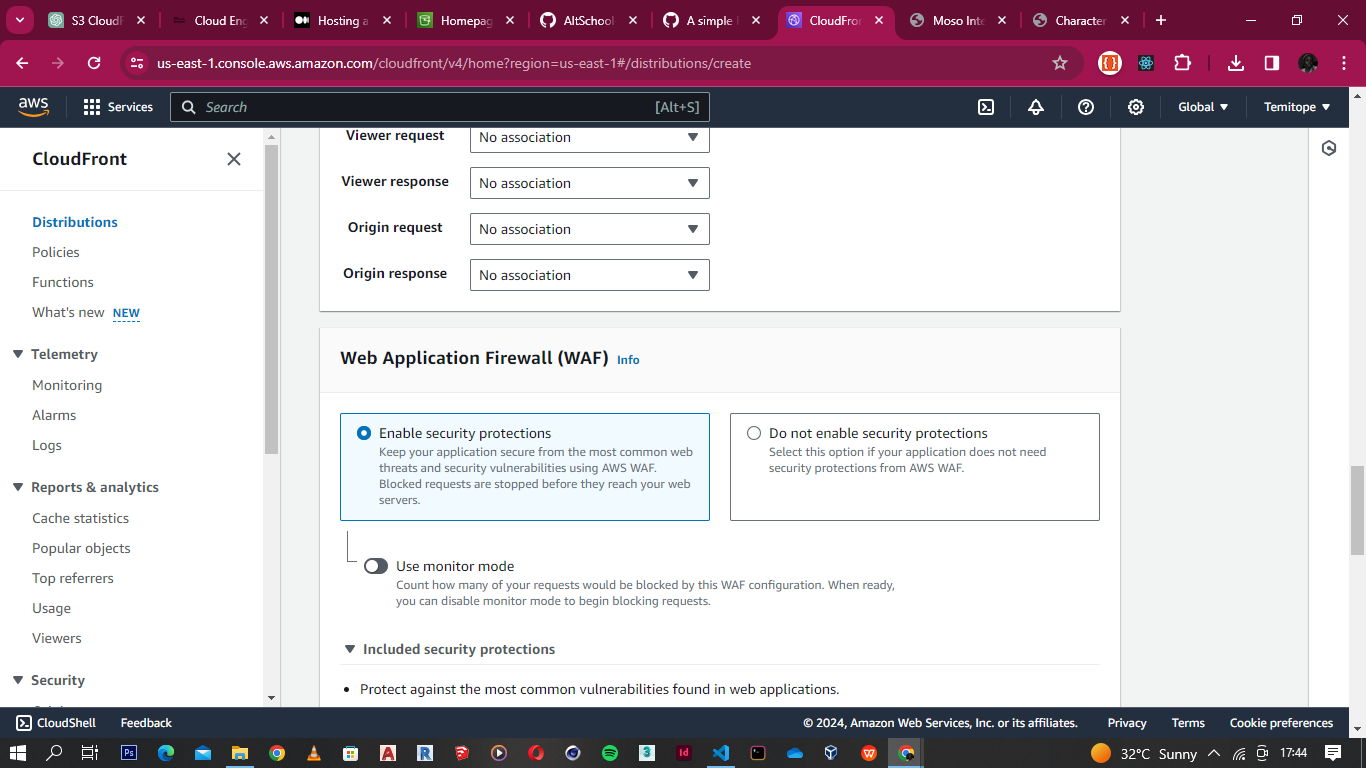 S3 CloudF
Cloud Eng
Hosting a
Homepag
AltSchool
A simple
CloudFro
Moso Inte
Character
us-east-1.console.aws.amazon.com/cloudfront/v4/home?region=us-east-1#/distributions/create
aws
Services
Search
[Alt+S]
Global
Temitope
CloudFront
Distributions
Policies
Functions
What's new NEW
Telemetry
Monitoring
Alarms
Logs
Reports & analytics
Cache statistics
Popular objects
Top referrers
Usage
Viewers
Security
Viewer request
No association
Viewer response
No association
Origin request
No association
Origin response
No association
Web Application Firewall (WAF) Info
Enable security protections
Keep your application secure from the most common web
threats and security vulnerabilities using AWS WAF.
Blocked requests are stopped before they reach your web
servers.
Do not enable security protections
Select this option if your application does not need
security protections from AWS WAF.
Use monitor mode
Count how many of your requests would be blocked by this WAF configuration. When ready,
you can disable monitor mode to begin blocking requests.
Included security protections
• Protect against the most common vulnerabilities found in web applications.
CloudShell
Feedback
© 2024, Amazon Web Services, Inc. or its affiliates.
Privacy
Terms
Cookie preferences
Ps
A
R
3
Id
32°C Sunny
17:44